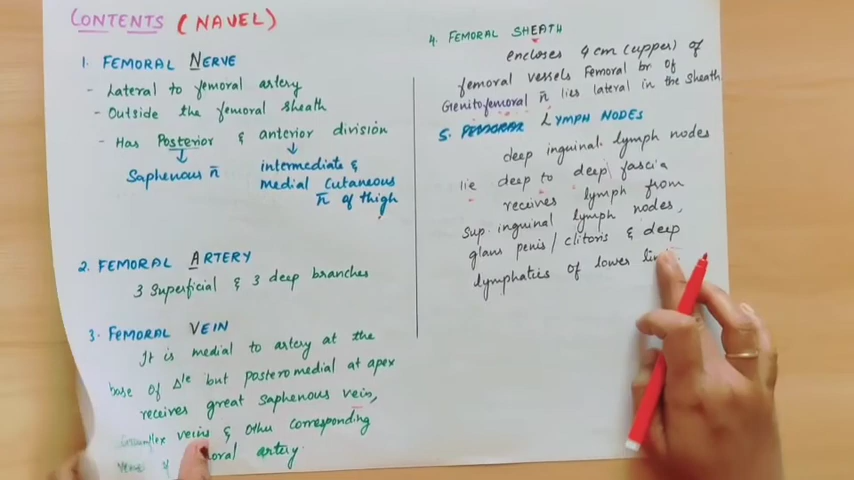 CONTENTS (NAVEL)
1. FEMORAL NERVE
- Lateral to femoral artery
- Outside the femoral sheath
- Has Posterior & anterior division
↓ ↓
Saphenous n̄ intermediate &
medial cutaneous
n̄ of thigh
2. FEMORAL ARTERY
3 superficial & 3 deep branches
3. FEMORAL VEIN
It is medial to artery at the
base of Δle but posteromedial at apex
receives great saphenous vein,
circumflex veins & other corresponding
veins artery.
4. FEMORAL SHEATH
encloses 4 cm (upper) of
femoral vessels Femoral br. of
Genitofemoral n̄ lies lateral in the sheath
5. LYMPH NODES
deep inguinal lymph nodes
lie deep to deep fascia
receives lymph from
sup. inguinal lymph nodes,
glans penis/clitoris & deep
lymphatics of lower